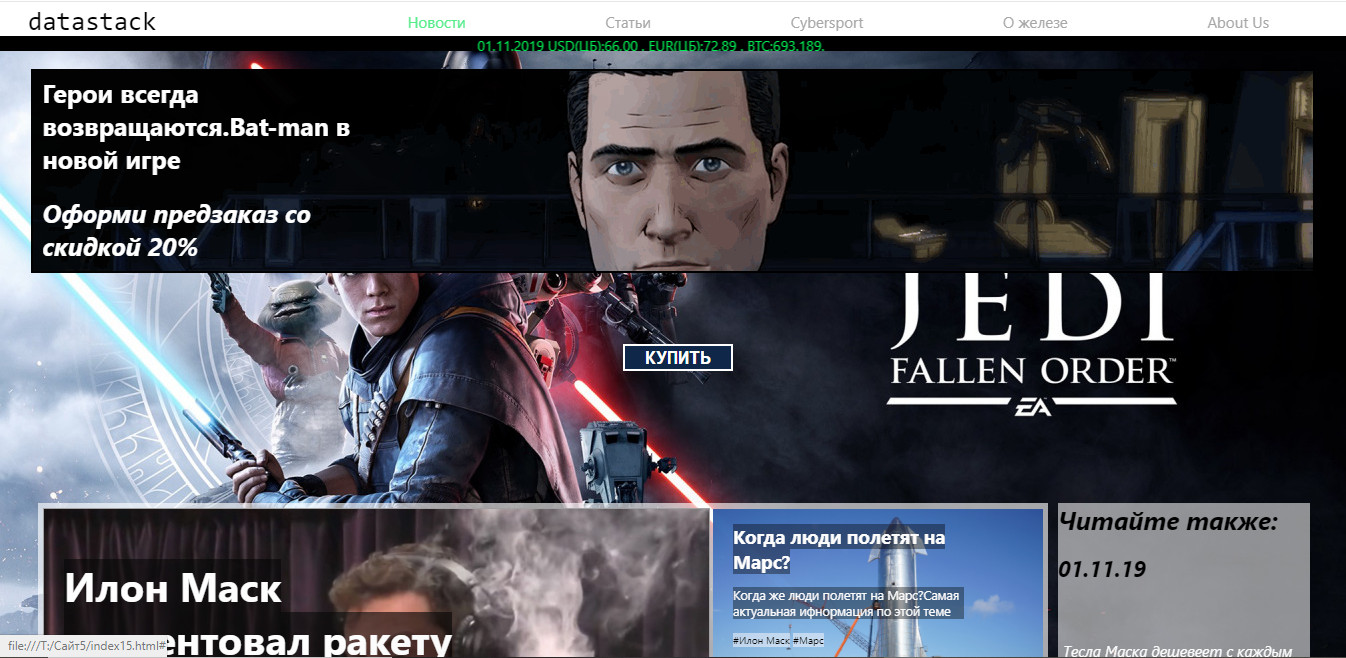 datastack
Новости
Статьи
Cybersport
О железе
About Us
01.11.2019 USD(ЦБ):66.00 , EUR(ЦБ):72.89 , BTC:693.189.
Герои всегда
возвращаются.Bat-man в
новой игре
Оформи предзаказ со
скидкой 20%
JEDI
FALLEN ORDER™
EA
КУПИТЬ
Илон Маск
ентовал ракету
Когда люди полетят на
Марс?
Когда же люди полетят на Марс?Самая
актуальная ифнормация по этой теме
#Илон Маск #Марс
Читайте также:
01.11.19
Тесла Маска дешевеет с каждым
file:///T:/Сайт5/index15.html#